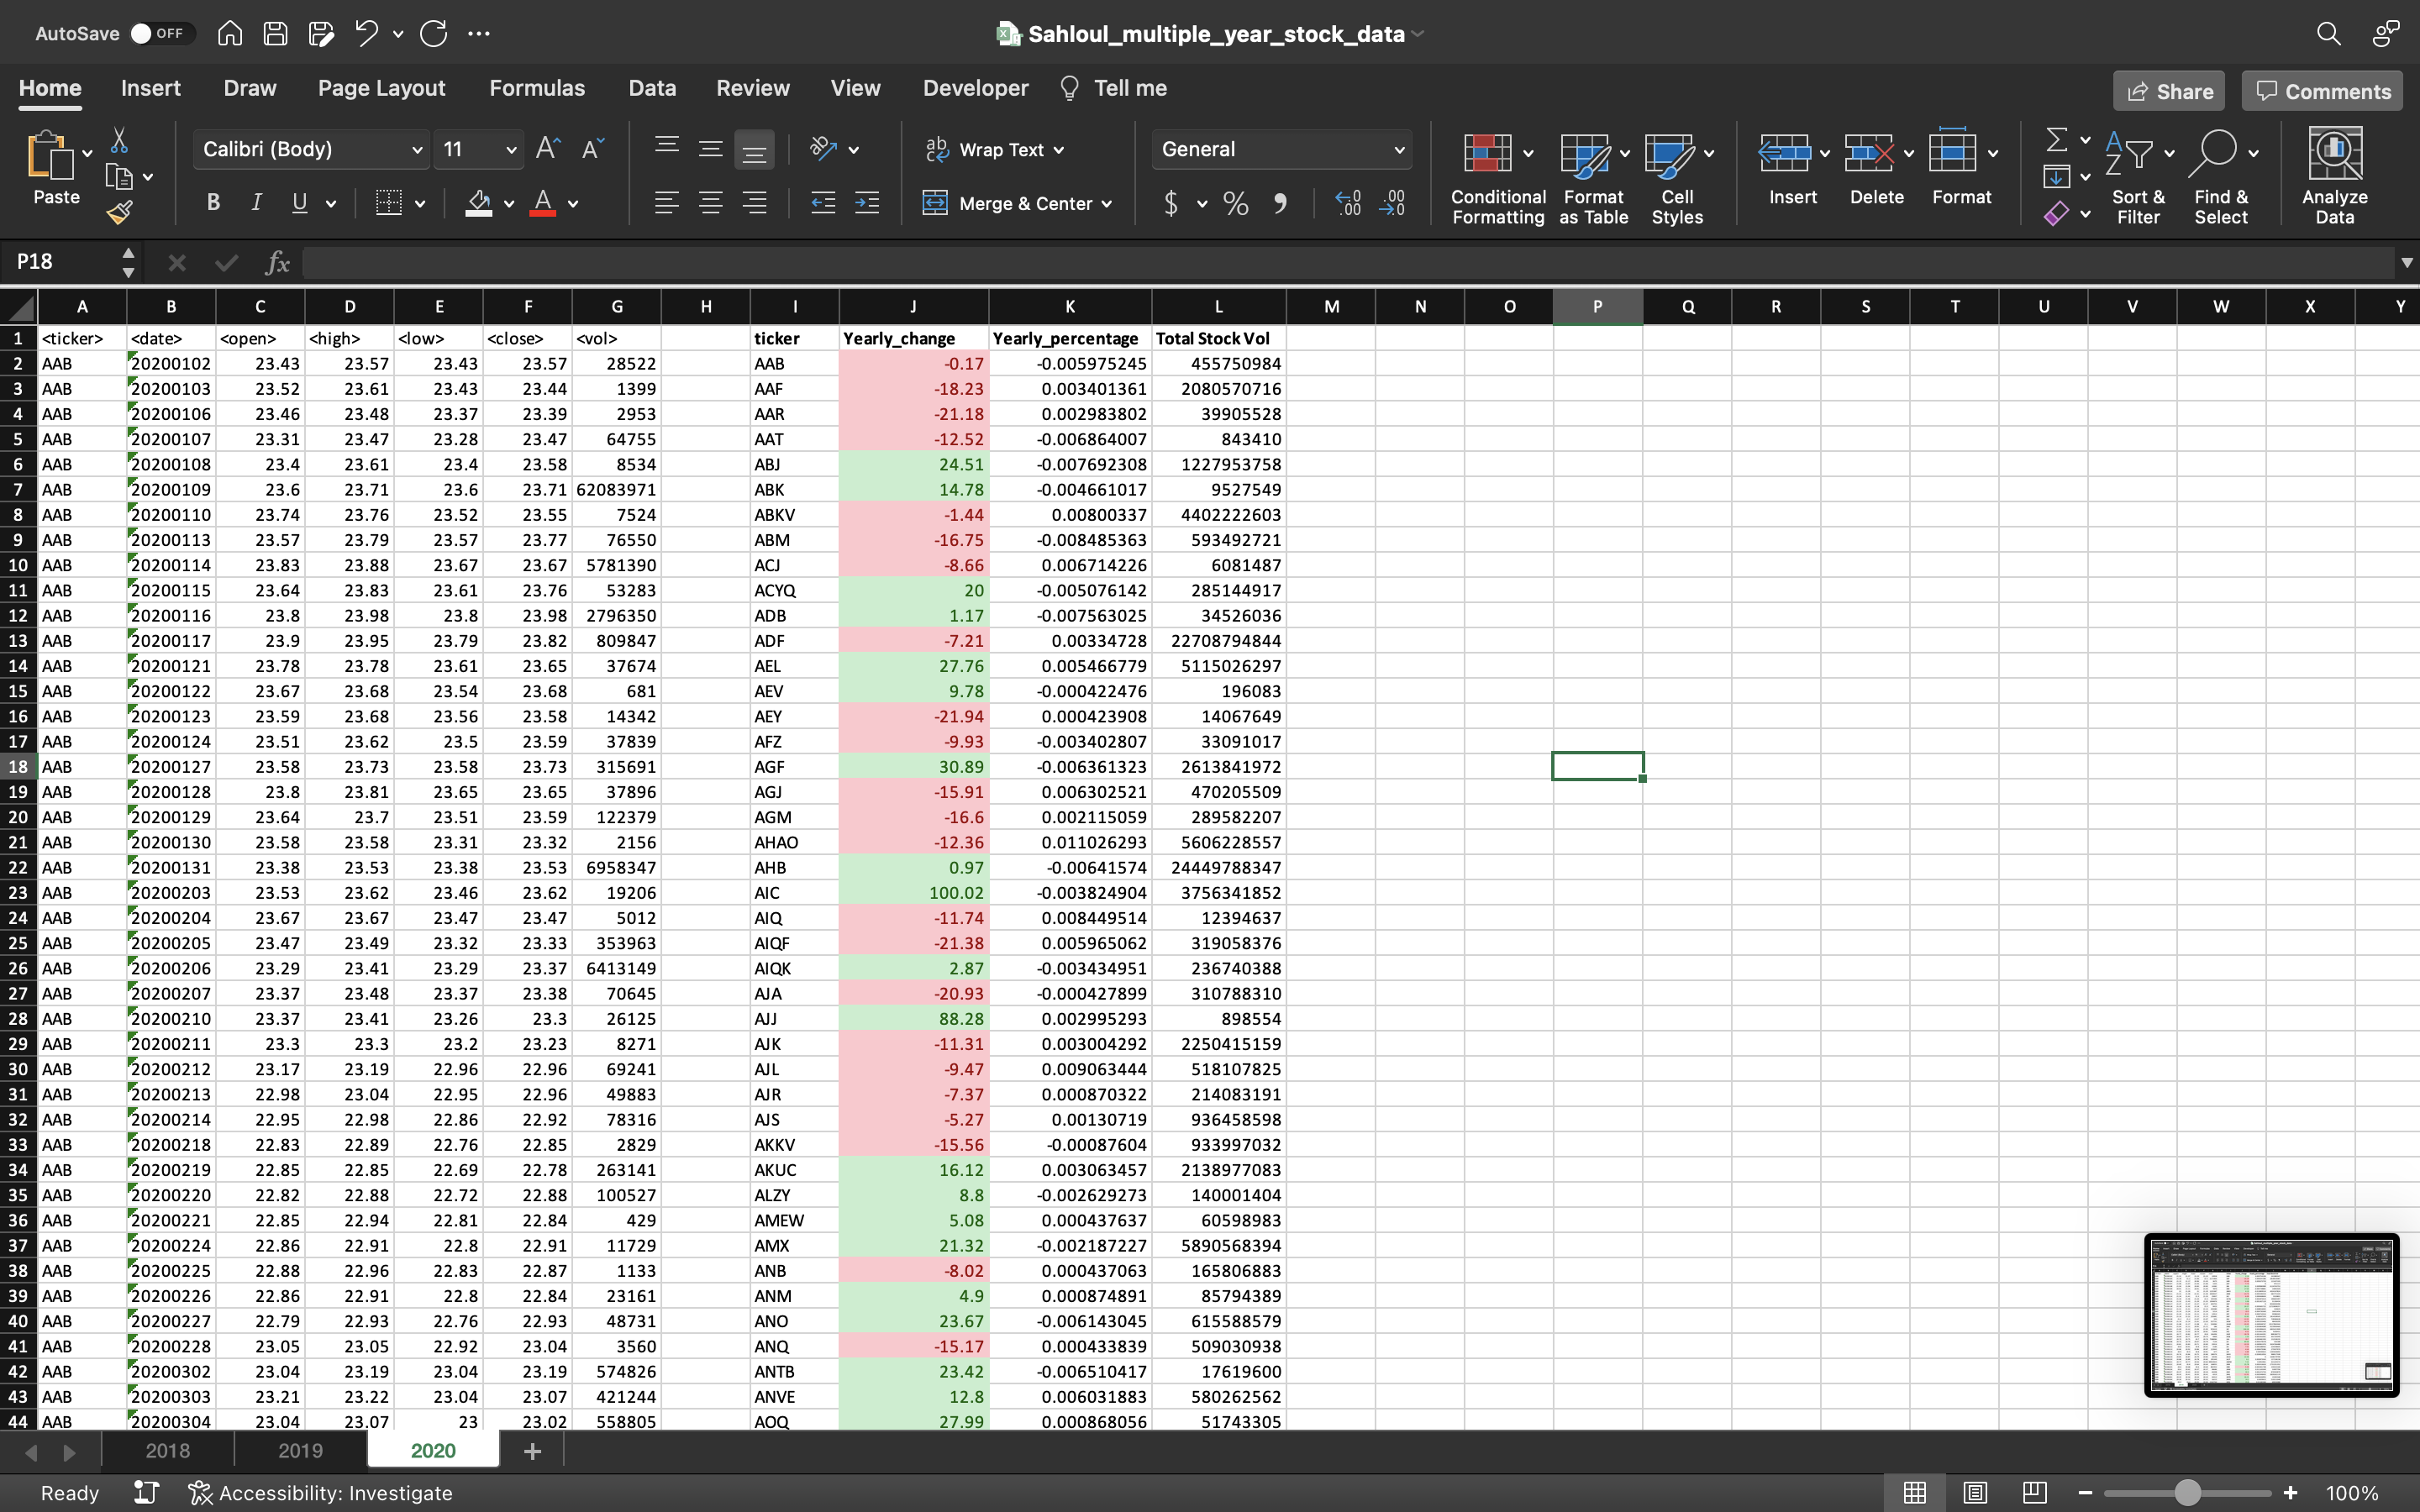 AutoSave OFF Sahloul_multiple_year_stock_data
Home Insert Draw Page Layout Formulas Data Review View Developer Tell me Share Comments
Paste Calibri (Body) 11 Wrap Text General Conditional Formatting Format as Table Cell Styles Insert Delete Format Sort & Filter Find & Select Analyze Data
B I U Merge & Center $ %
P18 fx
A B C D E F G H I J K L M N O P Q R S T U V W X Y
1 <ticker> <date> <open> <high> <low> <close> <vol> ticker Yearly_change Yearly_percentage Total Stock Vol
2 AAB 20200102 23.43 23.57 23.43 23.57 28522 AAB -0.17 -0.005975245 455750984
3 AAB 20200103 23.52 23.61 23.43 23.44 1399 AAF -18.23 0.003401361 2080570716
4 AAB 20200106 23.46 23.48 23.37 23.39 2953 AAR -21.18 0.002983802 39905528
5 AAB 20200107 23.31 23.47 23.28 23.47 64755 AAT -12.52 -0.006864007 843410
6 AAB 20200108 23.4 23.61 23.4 23.58 8534 ABJ 24.51 -0.007692308 1227953758
7 AAB 20200109 23.6 23.71 23.6 23.71 62083971 ABK 14.78 -0.004661017 9527549
8 AAB 20200110 23.74 23.76 23.52 23.55 7524 ABKV -1.44 0.00800337 4402222603
9 AAB 20200113 23.57 23.79 23.57 23.77 76550 ABM -16.75 -0.008485363 593492721
10 AAB 20200114 23.83 23.88 23.67 23.67 5781390 ACJ -8.66 0.006714226 6081487
11 AAB 20200115 23.64 23.83 23.61 23.76 53283 ACYQ 20 -0.005076142 285144917
12 AAB 20200116 23.8 23.98 23.8 23.98 2796350 ADB 1.17 -0.007563025 34526036
13 AAB 20200117 23.9 23.95 23.79 23.82 809847 ADF -7.21 0.00334728 22708794844
14 AAB 20200121 23.78 23.78 23.61 23.65 37674 AEL 27.76 0.005466779 5115026297
15 AAB 20200122 23.67 23.68 23.54 23.68 681 AEV 9.78 -0.000422476 196083
16 AAB 20200123 23.59 23.68 23.56 23.58 14342 AEY -21.94 0.000423908 14067649
17 AAB 20200124 23.51 23.62 23.5 23.59 37839 AFZ -9.93 -0.003402807 33091017
18 AAB 20200127 23.58 23.73 23.58 23.73 315691 AGF 30.89 -0.006361323 2613841972
19 AAB 20200128 23.8 23.81 23.65 23.65 37896 AGJ -15.91 0.006302521 470205509
20 AAB 20200129 23.64 23.7 23.51 23.59 122379 AGM -16.6 0.002115059 289582207
21 AAB 20200130 23.58 23.58 23.31 23.32 2156 AHAO -12.36 0.011026293 5606228557
22 AAB 20200131 23.38 23.53 23.38 23.53 6958347 AHB 0.97 -0.00641574 24449788347
23 AAB 20200203 23.53 23.62 23.46 23.62 19206 AIC 100.02 -0.003824904 3756341852
24 AAB 20200204 23.67 23.67 23.47 23.47 5012 AIQ -11.74 0.008449514 12394637
25 AAB 20200205 23.47 23.49 23.32 23.33 353963 AIQF -21.38 0.005965062 319058376
26 AAB 20200206 23.29 23.41 23.29 23.37 6413149 AIQK 2.87 -0.003434951 236740388
27 AAB 20200207 23.37 23.48 23.37 23.38 70645 AJA -20.93 -0.000427899 310788310
28 AAB 20200210 23.37 23.41 23.26 23.3 26125 AJJ 88.28 0.002995293 898554
29 AAB 20200211 23.3 23.3 23.2 23.23 8271 AJK -11.31 0.003004292 2250415159
30 AAB 20200212 23.17 23.19 22.96 22.96 69241 AJL -9.47 0.009063444 518107825
31 AAB 20200213 22.98 23.04 22.95 22.96 49883 AJR -7.37 0.000870322 214083191
32 AAB 20200214 22.95 22.98 22.86 22.92 78316 AJS -5.27 0.00130719 936458598
33 AAB 20200218 22.83 22.89 22.76 22.85 2829 AKKV -15.56 -0.00087604 933997032
34 AAB 20200219 22.85 22.85 22.69 22.78 263141 AKUC 16.12 0.003063457 2138977083
35 AAB 20200220 22.82 22.88 22.72 22.88 100527 ALZY 8.8 -0.002629273 140001404
36 AAB 20200221 22.85 22.94 22.81 22.84 429 AMEW 5.08 0.000437637 60598983
37 AAB 20200224 22.86 22.91 22.8 22.91 11729 AMX 21.32 -0.002187227 5890568394
38 AAB 20200225 22.88 22.96 22.83 22.87 1133 ANB -8.02 0.000437063 165806883
39 AAB 20200226 22.86 22.91 22.8 22.84 23161 ANM 4.9 0.000874891 85794389
40 AAB 20200227 22.79 22.93 22.76 22.93 48731 ANO 23.67 -0.006143045 615588579
41 AAB 20200228 23.05 23.05 22.92 23.04 3560 ANQ -15.17 0.000433839 509030938
42 AAB 20200302 23.04 23.19 23.04 23.19 574826 ANTB 23.42 -0.006510417 17619600
43 AAB 20200303 23.21 23.22 23.04 23.07 421244 ANVE 12.8 0.006031883 580262562
44 AAB 20200304 23.04 23.07 23 23.02 558805 AOQ 27.99 0.000868056 51743305
2018 2019 2020
Ready Accessibility: Investigate 100%